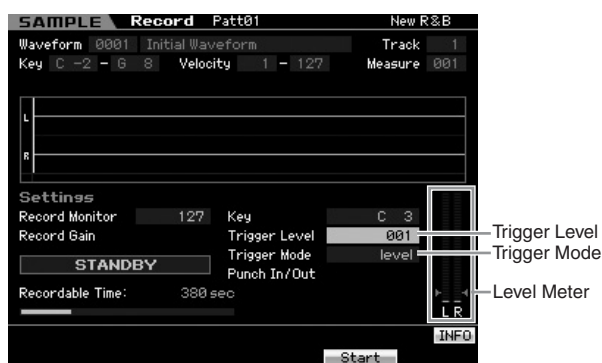 SAMPLE Record Patt01 New R&B
Waveform 0001 Initial Waveform Track 1
Key C -2 - G 8 Velocity 1 - 127 Measure 001
L
R
Settings
Record Monitor 127 Key C 3
Record Gain Trigger Level 001 Trigger Level
Trigger Mode level Trigger Mode
STANDBY Punch In/Out
Recordable Time: 380 sec Level Meter
L R
INFO
Start